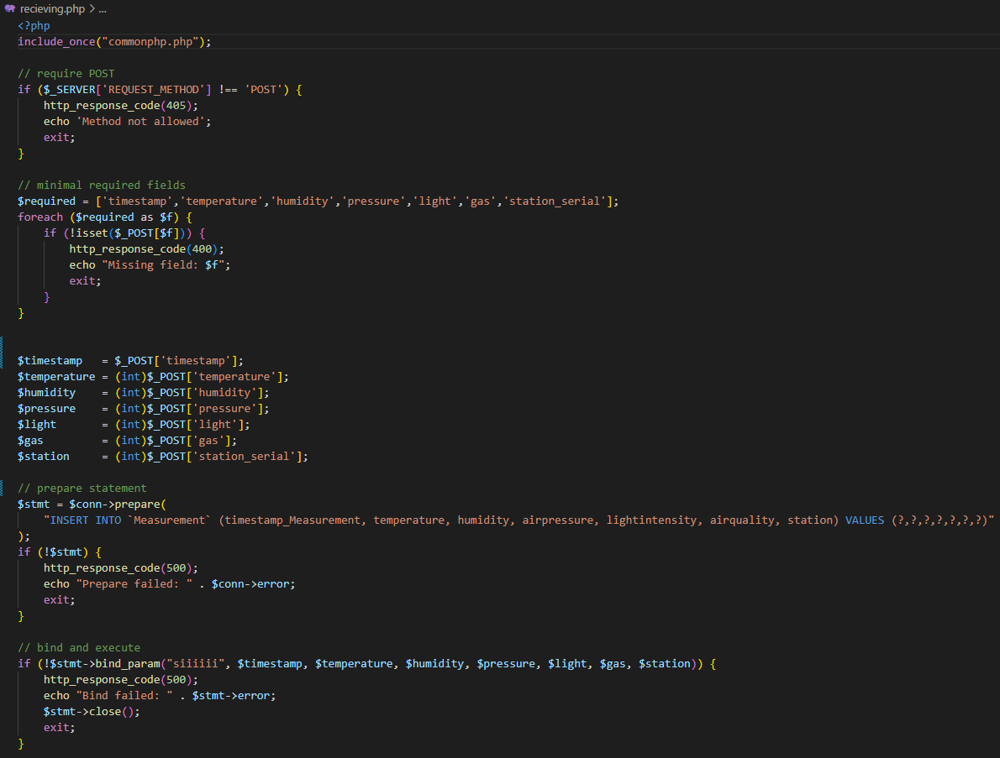 recieving.php > ...
<?php
include_once("commonphp.php");

// require POST
if ($_SERVER['REQUEST_METHOD'] !== 'POST') {
    http_response_code(405);
    echo 'Method not allowed';
    exit;
}

// minimal required fields
$required = ['timestamp','temperature','humidity','pressure','light','gas','station_serial'];
foreach ($required as $f) {
    if (!isset($_POST[$f])) {
        http_response_code(400);
        echo "Missing field: $f";
        exit;
    }
}


$timestamp   = $_POST['timestamp'];
$temperature = (int)$_POST['temperature'];
$humidity    = (int)$_POST['humidity'];
$pressure    = (int)$_POST['pressure'];
$light       = (int)$_POST['light'];
$gas         = (int)$_POST['gas'];
$station     = (int)$_POST['station_serial'];

// prepare statement
$stmt = $conn->prepare(
    "INSERT INTO `Measurement` (timestamp_Measurement, temperature, humidity, airpressure, lightintensity, airquality, station) VALUES (?,?,?,?,?,?,?)"
);
if (!$stmt) {
    http_response_code(500);
    echo "Prepare failed: " . $conn->error;
    exit;
}

// bind and execute
if (!$stmt->bind_param("siiiiii", $timestamp, $temperature, $humidity, $pressure, $light, $gas, $station)) {
    http_response_code(500);
    echo "Bind failed: " . $stmt->error;
    $stmt->close();
    exit;
}